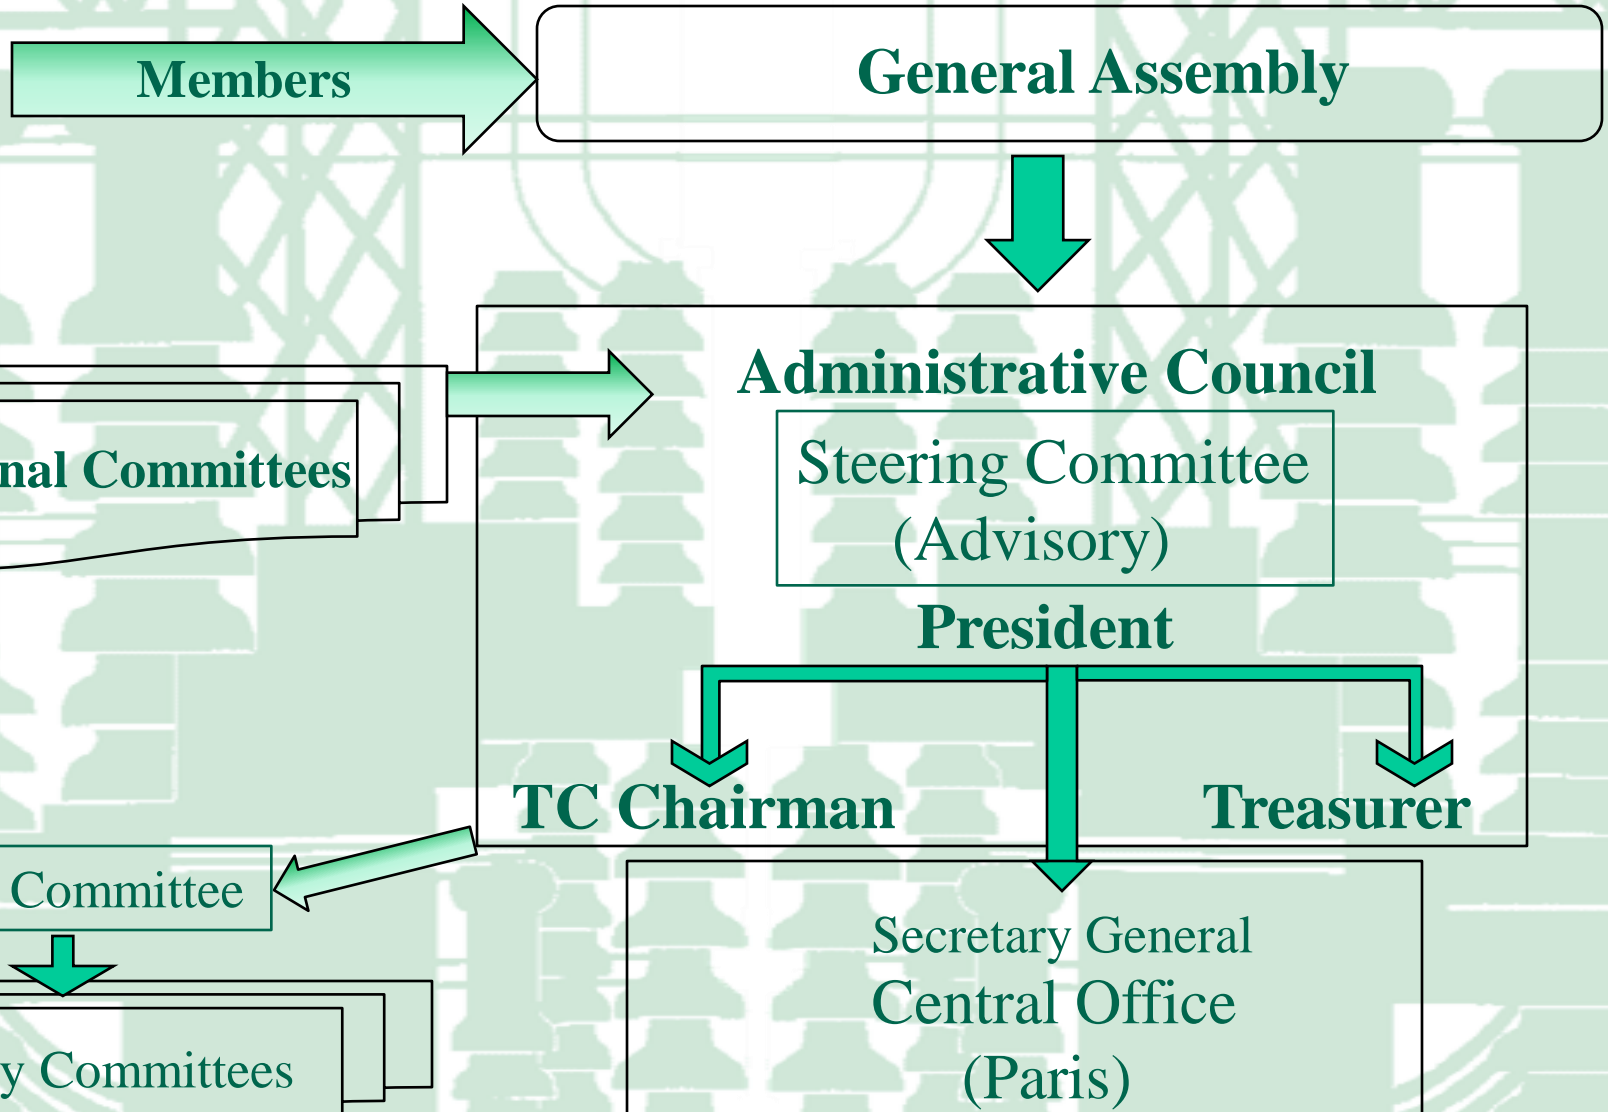 Members
General Assembly
Administrative Council
nal Committees
Steering Committee
(Advisory)
President
TC Chairman
Treasurer
Committee
Secretary General
Central Office
y Committees
(Paris)